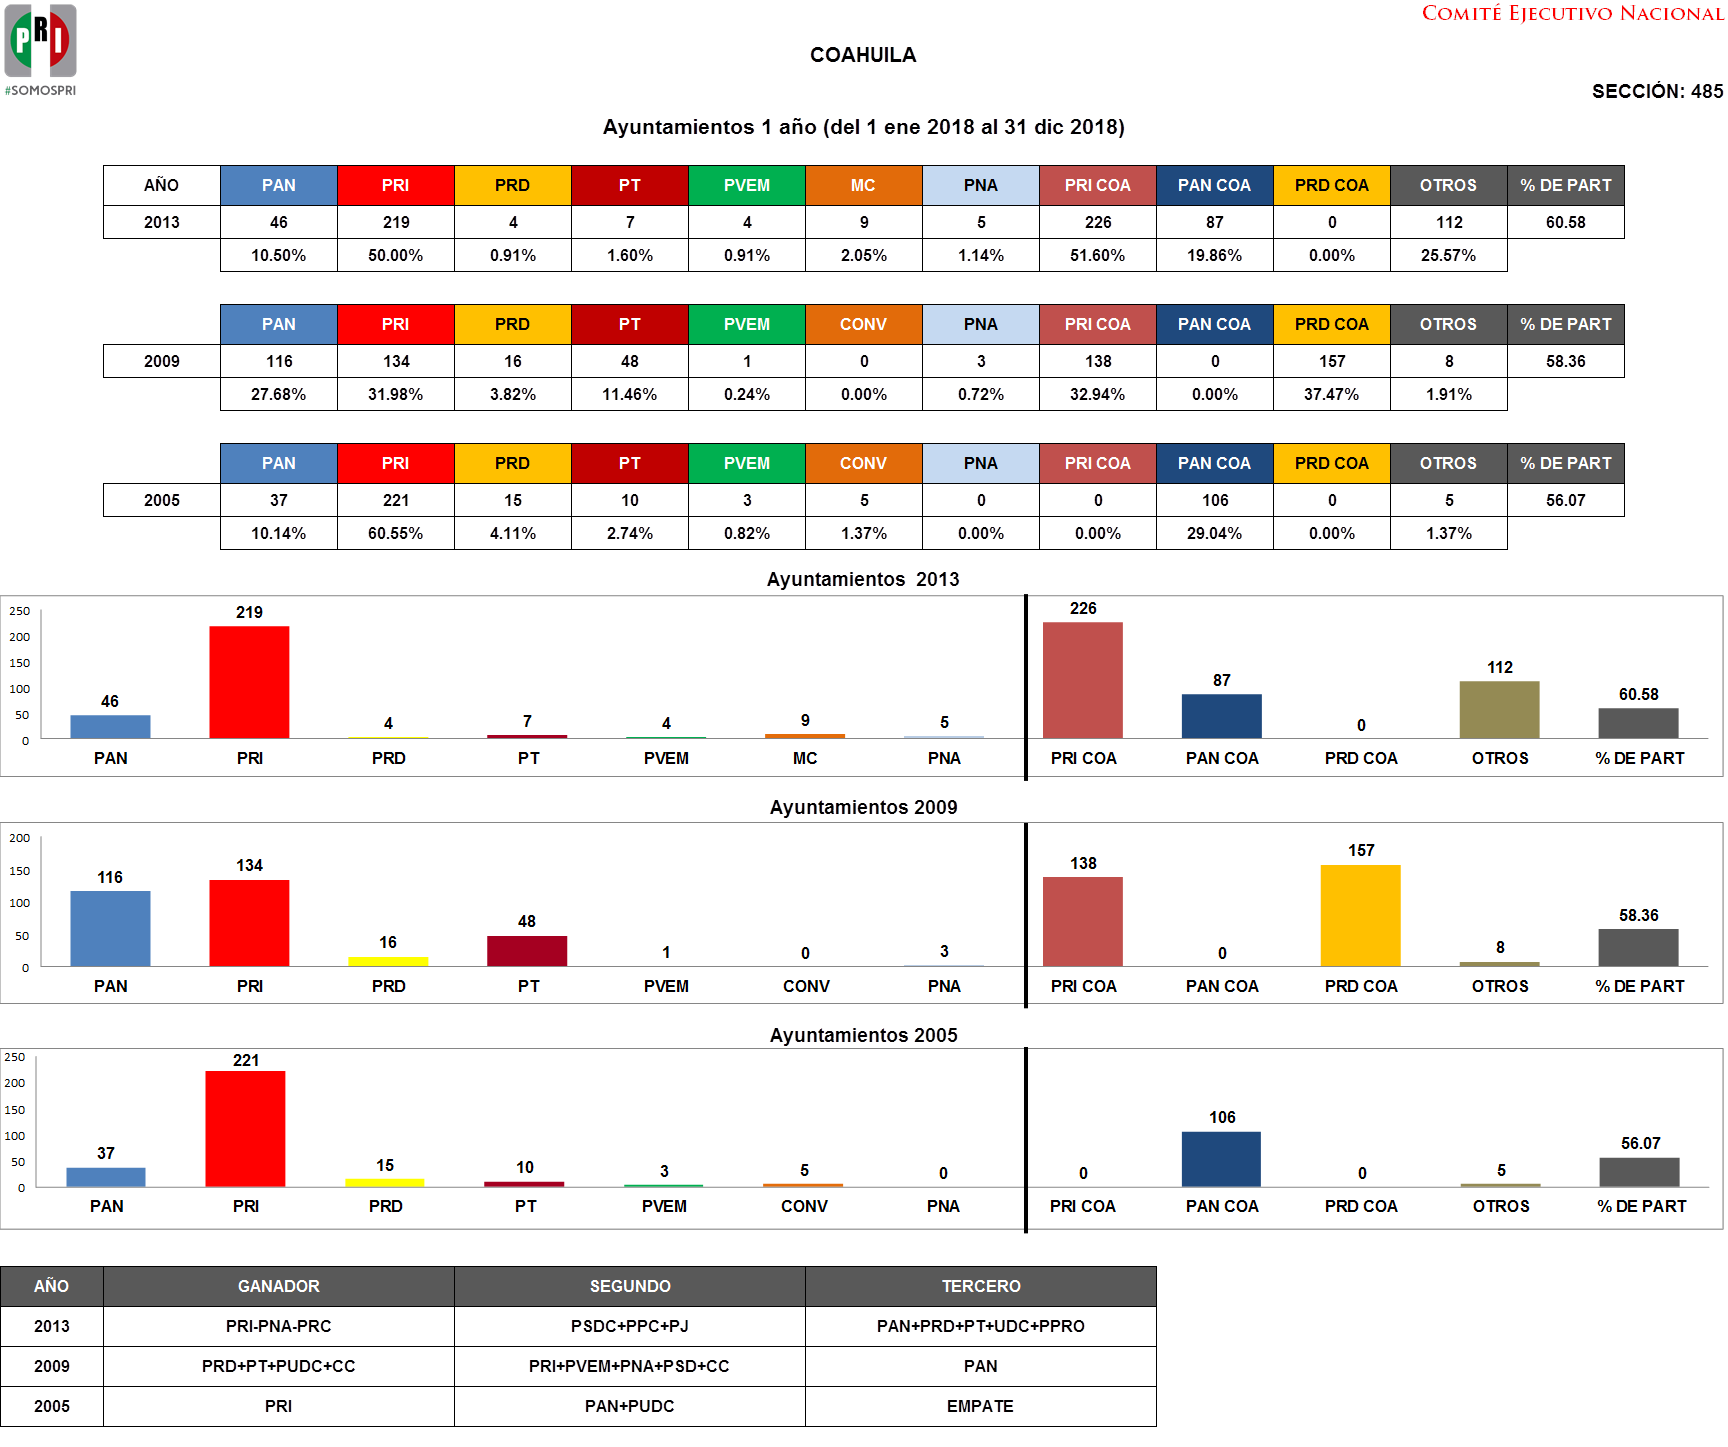 COMITÉ EJECUTIVO NACIONAL
PRI
#SOMOSPRI
COAHUILA
SECCIÓN: 485
Ayuntamientos 1 año (del 1 ene 2018 al 31 dic 2018)
AÑO PAN PRI PRD PT PVEM MC PNA PRI COA PAN COA PRD COA OTROS % DE PART
2013 46 219 4 7 4 9 5 226 87 0 112 60.58
10.50% 50.00% 0.91% 1.60% 0.91% 2.05% 1.14% 51.60% 19.86% 0.00% 25.57%
PAN PRI PRD PT PVEM CONV PNA PRI COA PAN COA PRD COA OTROS % DE PART
2009 116 134 16 48 1 0 3 138 0 157 8 58.36
27.68% 31.98% 3.82% 11.46% 0.24% 0.00% 0.72% 32.94% 0.00% 37.47% 1.91%
PAN PRI PRD PT PVEM CONV PNA PRI COA PAN COA PRD COA OTROS % DE PART
2005 37 221 15 10 3 5 0 0 106 0 5 56.07
10.14% 60.55% 4.11% 2.74% 0.82% 1.37% 0.00% 0.00% 29.04% 0.00% 1.37%
Ayuntamientos 2013
250
200
150
100
50
0
46 219 4 7 4 9 5 226 87 0 112 60.58
PAN PRI PRD PT PVEM MC PNA PRI COA PAN COA PRD COA OTROS % DE PART
Ayuntamientos 2009
200
150
100
50
0
116 134 16 48 1 0 3 138 0 157 8 58.36
PAN PRI PRD PT PVEM CONV PNA PRI COA PAN COA PRD COA OTROS % DE PART
Ayuntamientos 2005
250
200
150
100
50
0
37 221 15 10 3 5 0 0 106 0 5 56.07
PAN PRI PRD PT PVEM CONV PNA PRI COA PAN COA PRD COA OTROS % DE PART
AÑO GANADOR SEGUNDO TERCERO
2013 PRI-PNA-PRC PSDC+PPC+PJ PAN+PRD+PT+UDC+PPRO
2009 PRD+PT+PUDC+CC PRI+PVEM+PNA+PSD+CC PAN
2005 PRI PAN+PUDC EMPATE